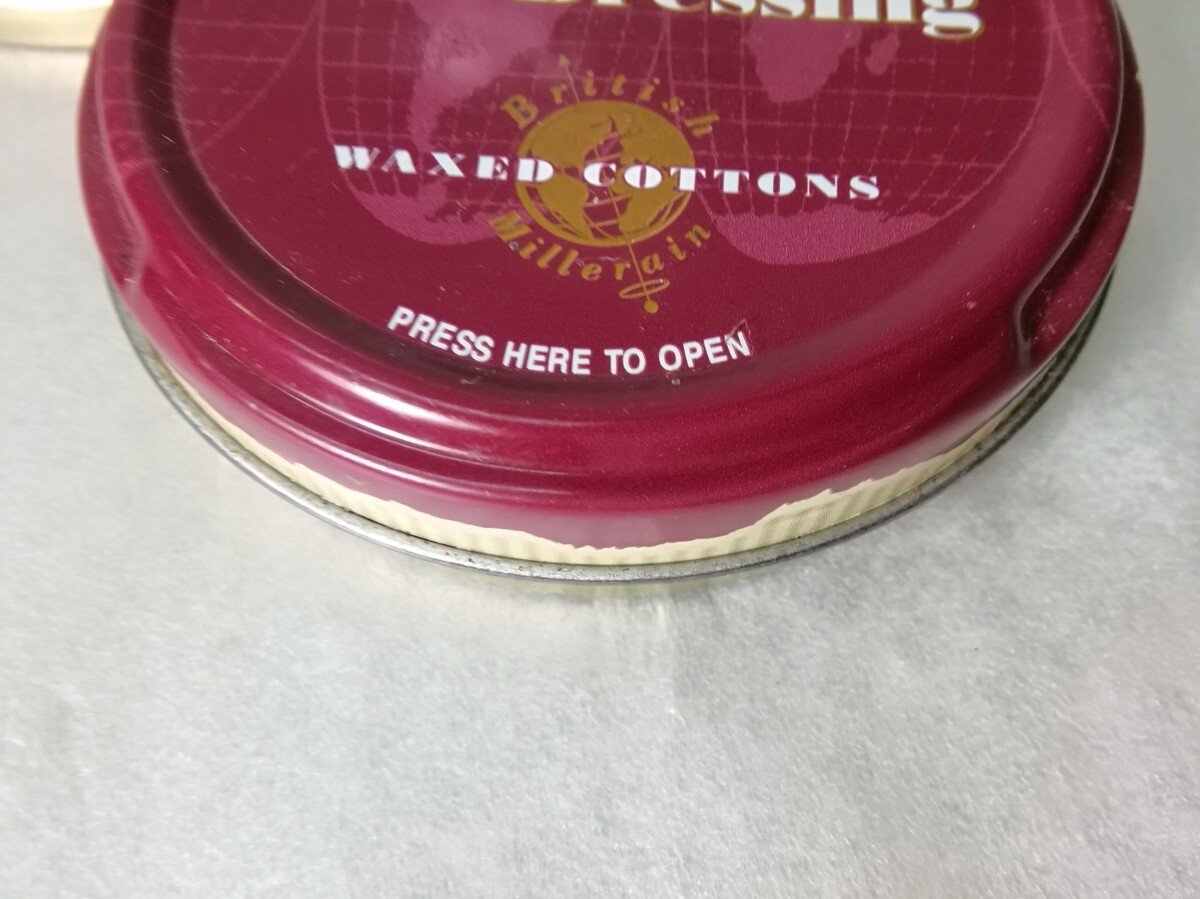 Dressing
British
WAXED COTTONS
Millerain
PRESS HERE TO OPEN